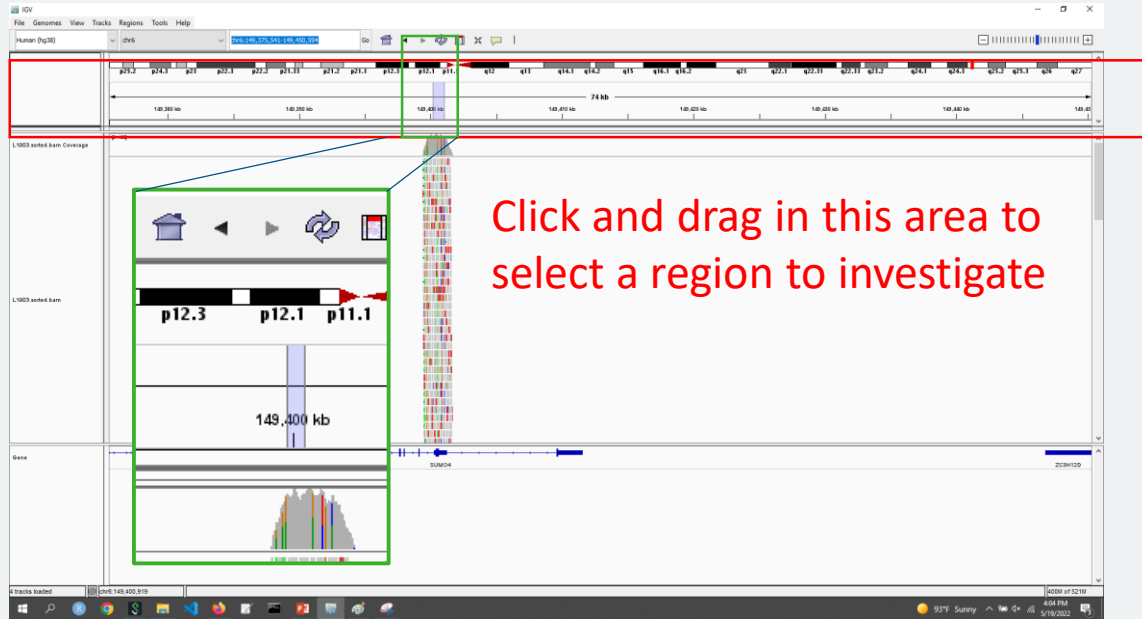 IGV
File Genomes View Tracks Regions Tools Help
Human (hg38) chr6 chr6:149,375,541-149,450,594 Go
p25.2 p24.3 p23 p22.3 p22.2 p21.33 p21.2 p21.1 p12.3 p12.1 p11.1 q12 q13 q14.1 q14.2 q15 q16.1 q16.2 q21 q22.1 q22.31 q22.33 q23.2 q24.1 q24.3 q25.2 q25.3 q26 q27
74 kb
149,380 kb 149,390 kb 149,400 kb 149,410 kb 149,420 kb 149,430 kb 149,440 kb 149,45
L1903.sorted.bam Coverage
Click and drag in this area to
select a region to investigate
L1903.sorted.bam
p12.3 p12.1 p11.1
149,400 kb
Gene
SUMO4 ZC3H12D
4 tracks loaded chr6:149,400,919 400M of 521M
93°F Sunny 4:04 PM
5/19/2022